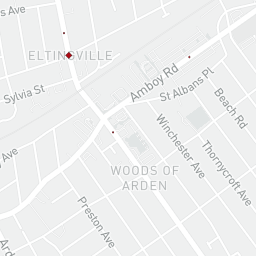 s Ave
ELTINGVILLE
Amboy Rd
St Albans Pl
Sylvia St
Beach Rd
Winchester Ave
Thornycroft Ave
y Ave
WOODS OF
ARDEN
Preston Ave
Ard